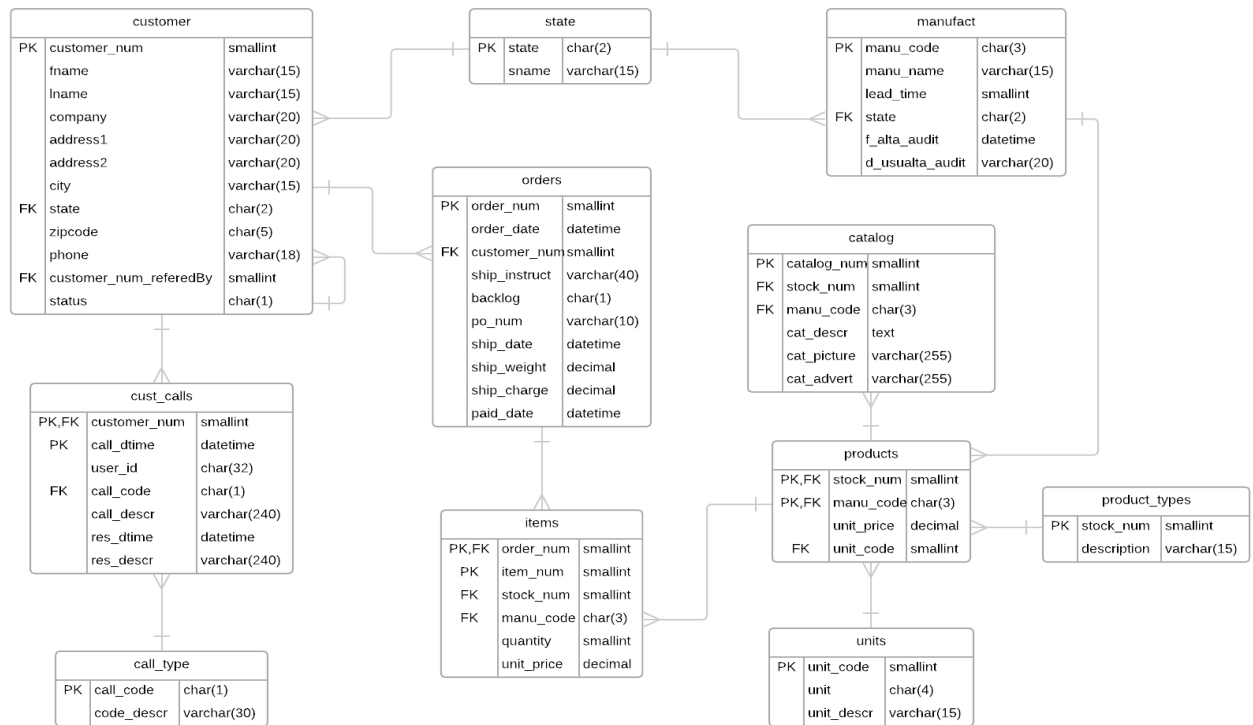 customer
PK customer_num smallint
fname varchar(15)
lname varchar(15)
company varchar(20)
address1 varchar(20)
address2 varchar(20)
city varchar(15)
FK state char(2)
zipcode char(5)
phone varchar(18)
FK customer_num_referedBy smallint
status char(1)
state
PK state char(2)
sname varchar(15)
manufact
PK manu_code char(3)
manu_name varchar(15)
lead_time smallint
FK state char(2)
f_alta_audit datetime
d_usualta_audit varchar(20)
orders
PK order_num smallint
order_date datetime
FK customer_num smallint
ship_instruct varchar(40)
backlog char(1)
po_num varchar(10)
ship_date datetime
ship_weight decimal
ship_charge decimal
paid_date datetime
catalog
PK catalog_num smallint
FK stock_num smallint
FK manu_code char(3)
cat_descr text
cat_picture varchar(255)
cat_advert varchar(255)
cust_calls
PK,FK customer_num smallint
PK call_dtime datetime
user_id char(32)
FK call_code char(1)
call_descr varchar(240)
res_dtime datetime
res_descr varchar(240)
products
PK,FK stock_num smallint
PK,FK manu_code char(3)
unit_price decimal
FK unit_code smallint
product_types
PK stock_num smallint
description varchar(15)
items
PK,FK order_num smallint
PK item_num smallint
FK stock_num smallint
FK manu_code char(3)
quantity smallint
unit_price decimal
call_type
PK call_code char(1)
code_descr varchar(30)
units
PK unit_code smallint
unit char(4)
unit_descr varchar(15)